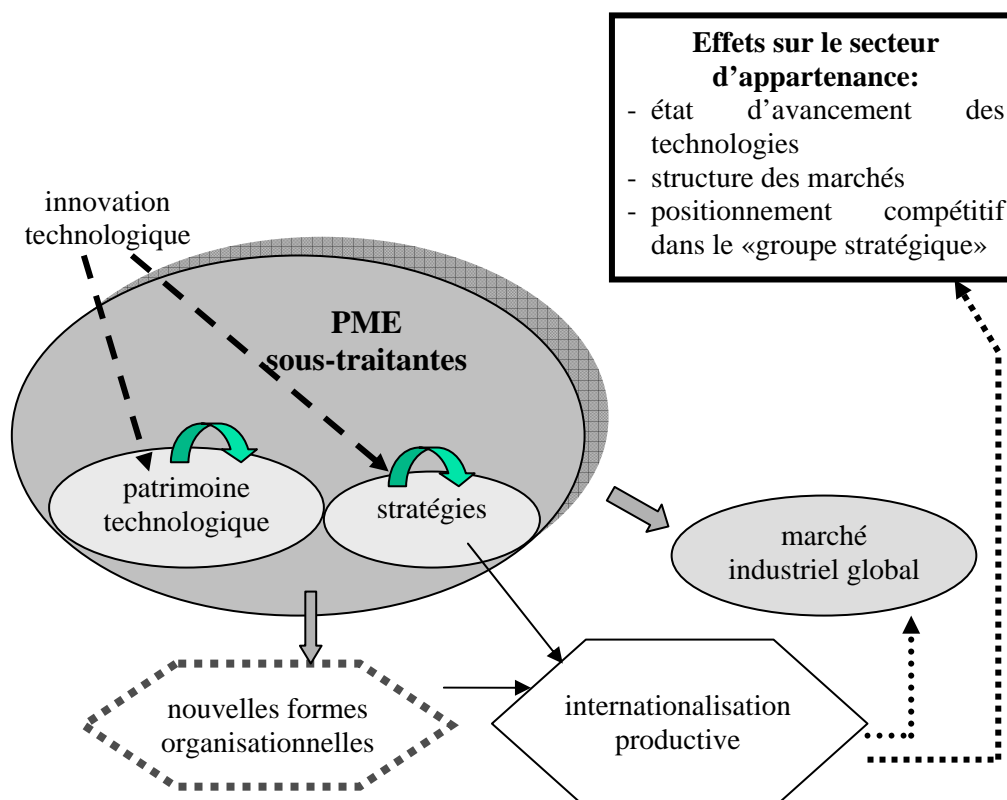 Effets sur le secteur
d’appartenance:
- état d’avancement des
technologies
- structure des marchés
- positionnement compétitif
dans le «groupe stratégique»
innovation
technologique
PME
sous-traitantes
patrimoine
technologique
stratégies
marché
industriel global
nouvelles formes
organisationnelles
internationalisation
productive